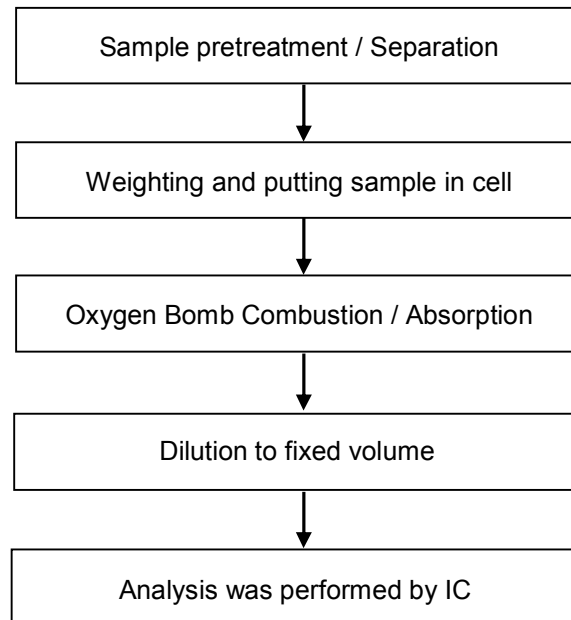 Sample pretreatment / Separation
Weighting and putting sample in cell
Oxygen Bomb Combustion / Absorption
Dilution to fixed volume
Analysis was performed by IC